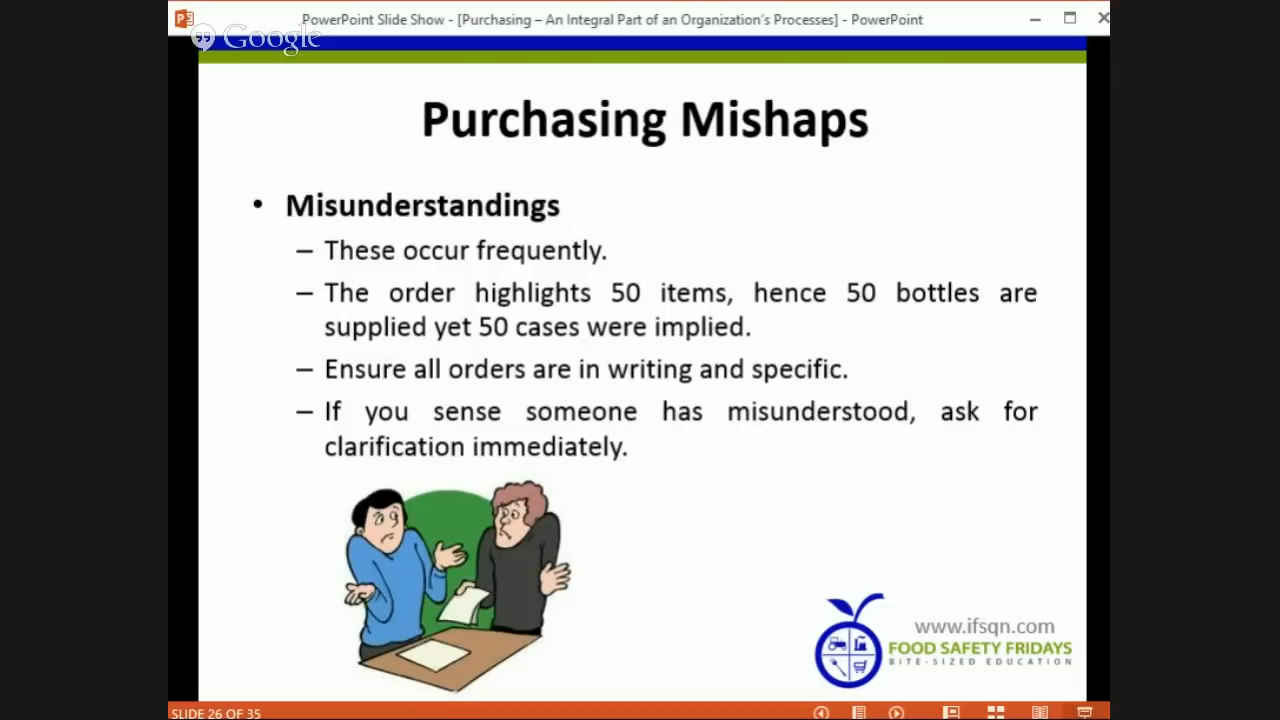 PowerPoint Slide Show - [Purchasing – An Integral Part of an Organization's Processes] - PowerPoint
Google
Purchasing Mishaps
• Misunderstandings
– These occur frequently.
– The order highlights 50 items, hence 50 bottles are
supplied yet 50 cases were implied.
– Ensure all orders are in writing and specific.
– If you sense someone has misunderstood, ask for
clarification immediately.
www.ifsqn.com
FOOD SAFETY FRIDAYS
BITE-SIZED EDUCATION
SLIDE 26 OF 35